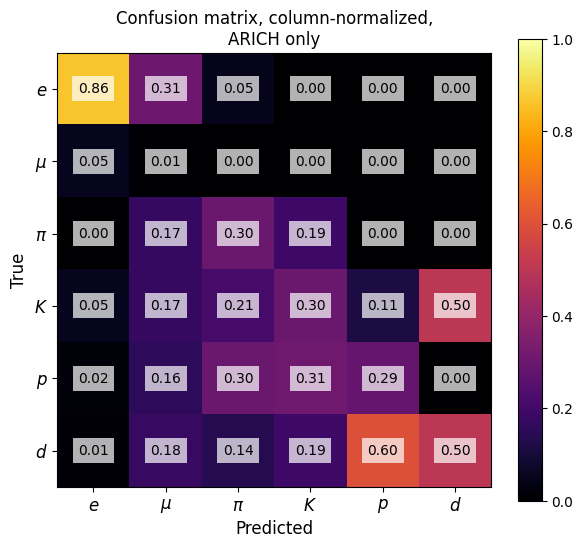 Confusion matrix, column-normalized,
ARICH only
True
e 0.86 0.31 0.05 0.00 0.00 0.00
μ 0.05 0.01 0.00 0.00 0.00 0.00
π 0.00 0.17 0.30 0.19 0.00 0.00
K 0.05 0.17 0.21 0.30 0.11 0.50
p 0.02 0.16 0.30 0.31 0.29 0.00
d 0.01 0.18 0.14 0.19 0.60 0.50
e μ π K p d
Predicted
1.0
0.8
0.6
0.4
0.2
0.0